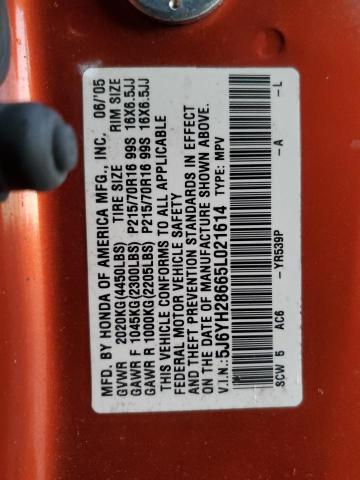 MFD. BY HONDA OF AMERICA MFG., INC. 06/'05
GVWR 2020KG(4450LBS) TIRE SIZE RIM SIZE
GAWR F 1045KG(2300LBS) P215/70R16 99S 16X6.5JJ
GAWR R 1000KG(2205LBS) P215/70R16 99S 16X6.5JJ
THIS VEHICLE CONFORMS TO ALL APPLICABLE
FEDERAL MOTOR VEHICLE SAFETY
AND THEFT PREVENTION STANDARDS IN EFFECT
ON THE DATE OF MANUFACTURE SHOWN ABOVE.
V.I.N.: 5J6YH28665L021614 TYPE: MPV
SCW 5 AC6 -YR539P -A -L